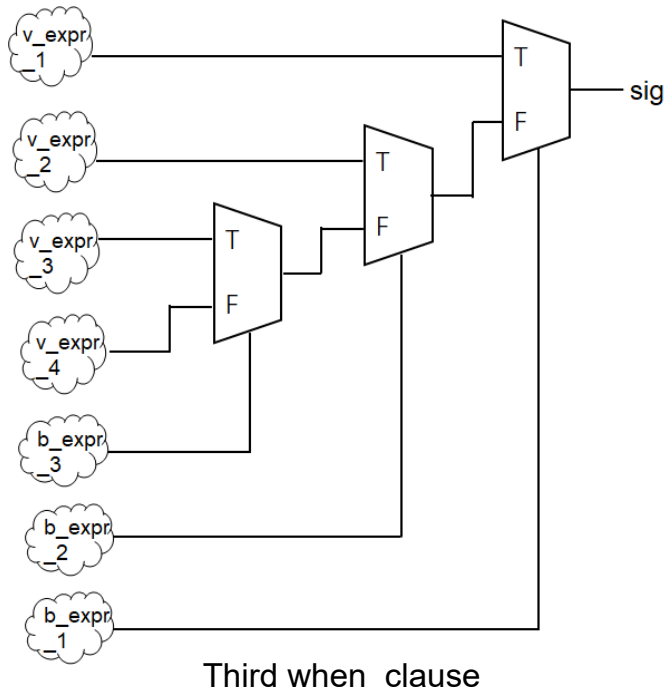 v_expr
_1
T
F
sig
v_expr
_2
T
F
v_expr
_3
T
F
v_expr
_4
b_expr
_3
b_expr
_2
b_expr
_1
Third when clause